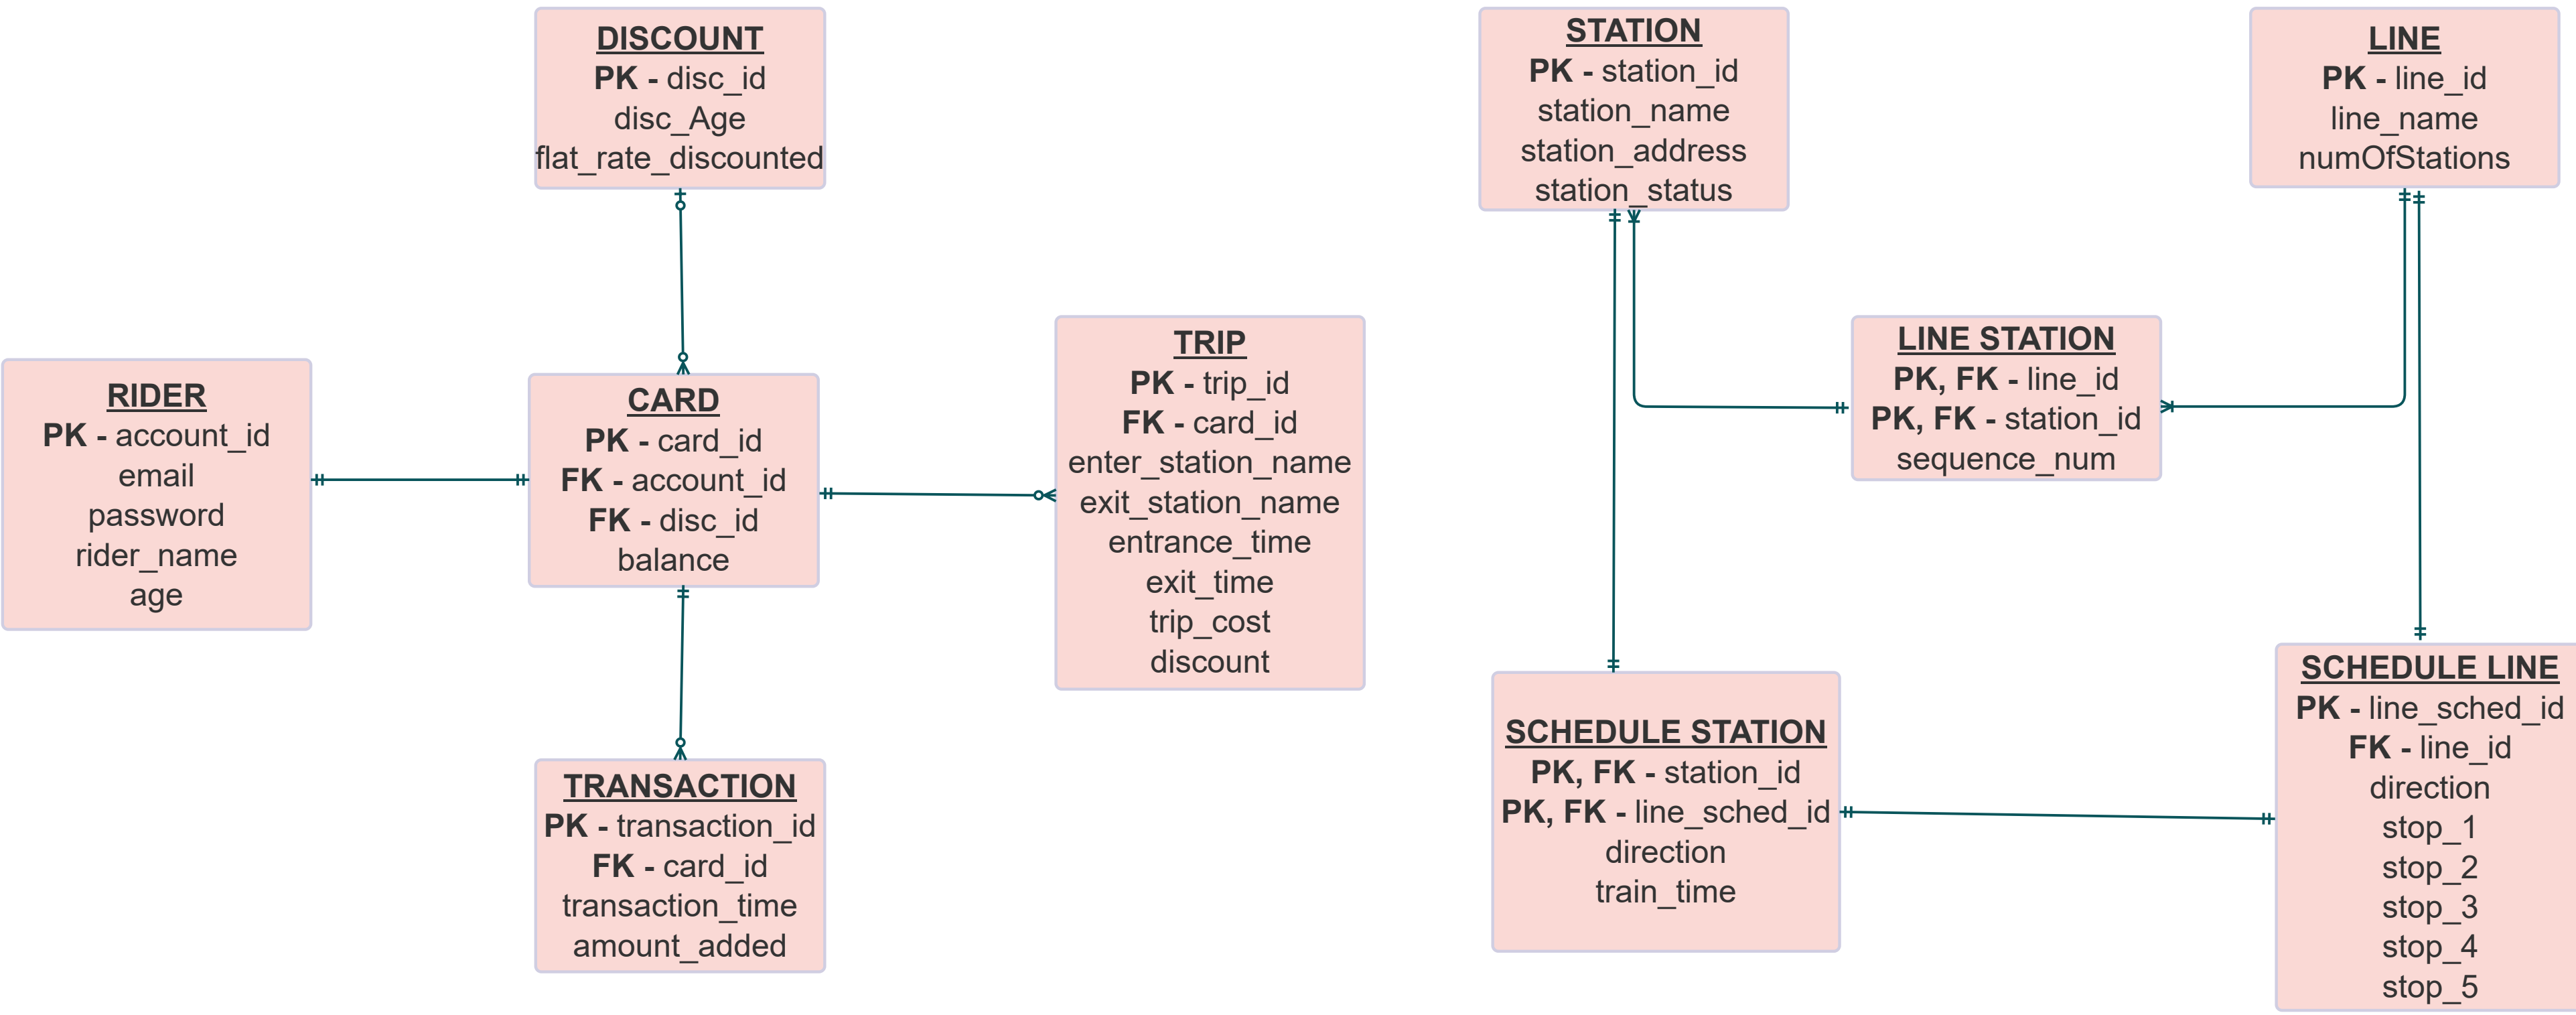 DISCOUNT
PK - disc_id
disc_Age
flat_rate_discounted
STATION
PK - station_id
station_name
station_address
station_status
LINE
PK - line_id
line_name
numOfStations
RIDER
PK - account_id
email
password
rider_name
age
CARD
PK - card_id
FK - account_id
FK - disc_id
balance
TRIP
PK - trip_id
FK - card_id
enter_station_name
exit_station_name
entrance_time
exit_time
trip_cost
discount
LINE STATION
PK, FK - line_id
PK, FK - station_id
sequence_num
TRANSACTION
PK - transaction_id
FK - card_id
transaction_time
amount_added
SCHEDULE STATION
PK, FK - station_id
PK, FK - line_sched_id
direction
train_time
SCHEDULE LINE
PK - line_sched_id
FK - line_id
direction
stop_1
stop_2
stop_3
stop_4
stop_5